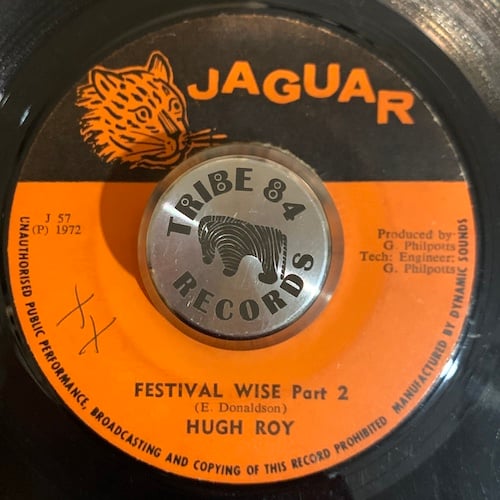 JAGUAR
TRIBE 84
RECORDS
J 57
(P) 1972
Produced by:
G. Philpotts
Tech: Engineer:
G. Philpotts
FESTIVAL WISE Part 2
(E. Donaldson)
HUGH ROY
UNAUTHORISED PUBLIC PERFORMANCE, BROADCASTING AND COPYING OF THIS RECORD PROHIBITED MANUFACTURED BY DYNAMIC SOUNDS